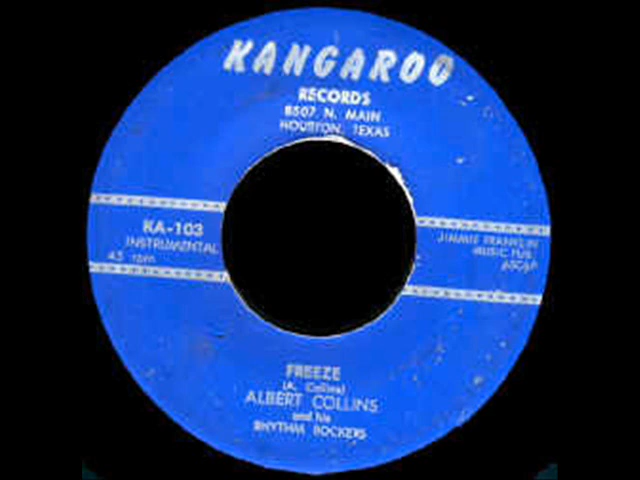 KANGAROO
RECORDS
8507 N. MAIN
HOUSTON, TEXAS
KA-103
INSTRUMENTAL
45 rpm
JIMMIE FRANKLIN
MUSIC PUB.
FREEZE
(A. Collins)
ALBERT COLLINS
and his
RHYTHM ROCKERS